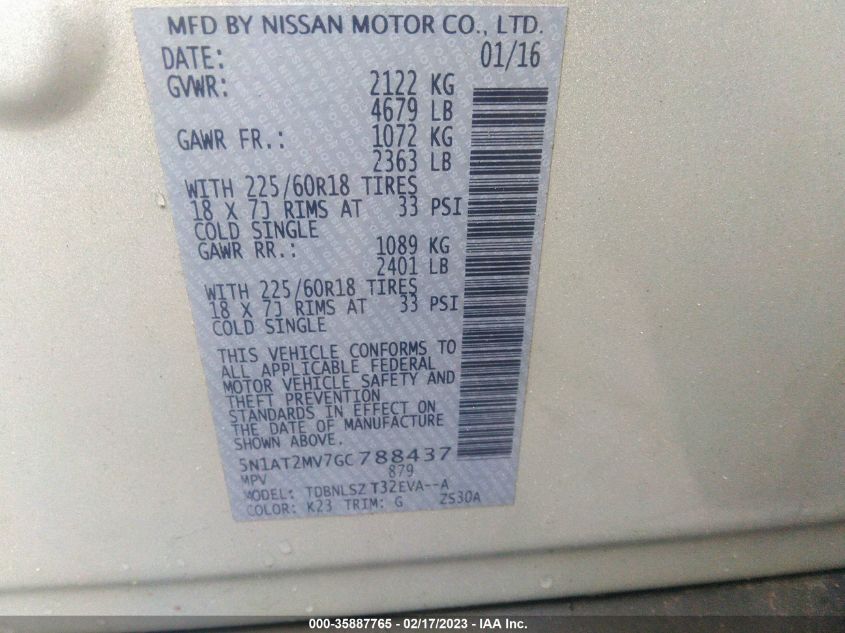 MFD BY NISSAN MOTOR CO., LTD.
DATE: 01/16
GVWR: 2122 KG
4679 LB
GAWR FR.: 1072 KG
2363 LB
WITH 225/60R18 TIRES
18 X 7J RIMS AT 33 PSI
COLD SINGLE
GAWR RR.: 1089 KG
2401 LB
WITH 225/60R18 TIRES
18 X 7J RIMS AT 33 PSI
COLD SINGLE
THIS VEHICLE CONFORMS TO
ALL APPLICABLE FEDERAL
MOTOR VEHICLE SAFETY AND
THEFT PREVENTION
STANDARDS IN EFFECT ON
THE DATE OF MANUFACTURE
SHOWN ABOVE.
5N1AT2MV7GC788437
MPV 879
MODEL: TDBNLSZ T32EVA--A
COLOR: K23 TRIM: G ZS30A
000-35887765 - 02/17/2023 - IAA Inc.